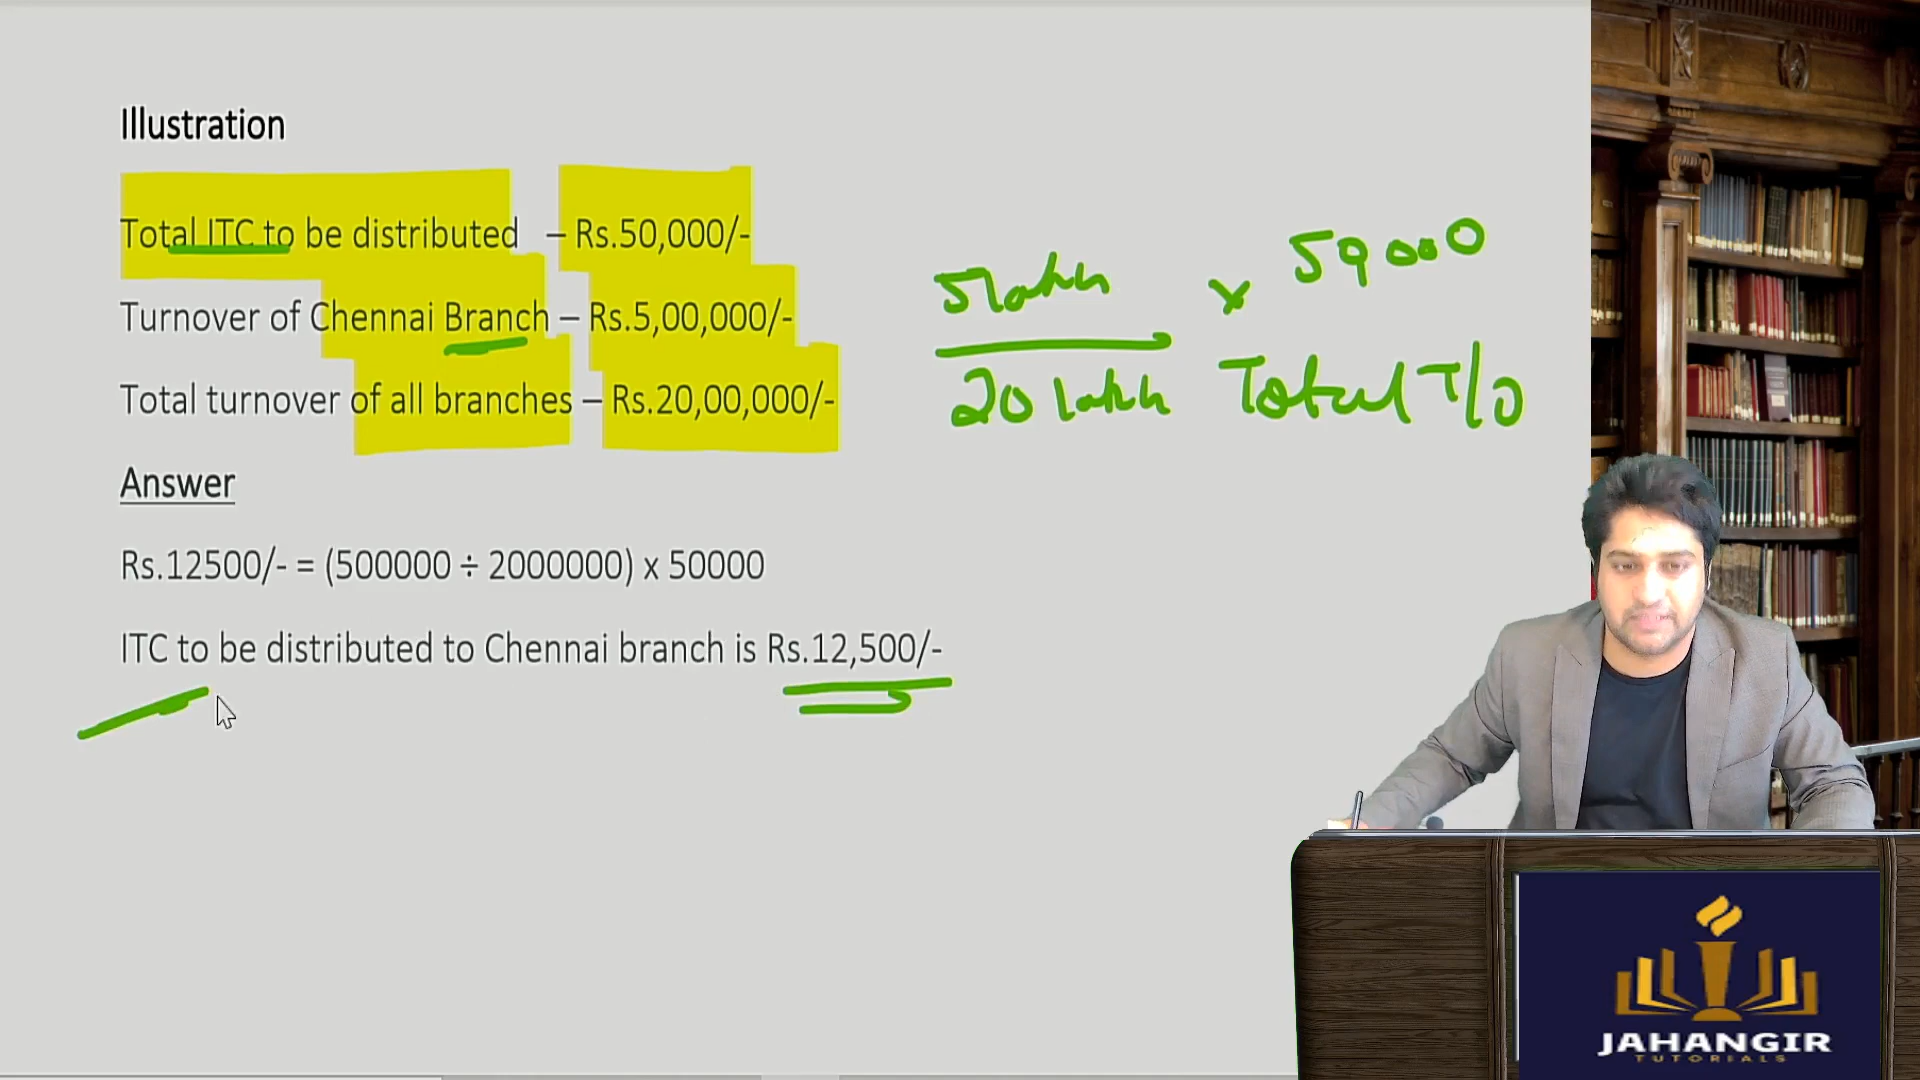 Illustration
Total ITC to be distributed – Rs.50,000/-
Turnover of Chennai Branch – Rs.5,00,000/-
Total turnover of all branches – Rs.20,00,000/-
5 lakh × 50000
20 lakh Total T/O
Answer
Rs.12500/- = (500000 ÷ 2000000) x 50000
ITC to be distributed to Chennai branch is Rs.12,500/-
JAHANGIR
TUTORIALS